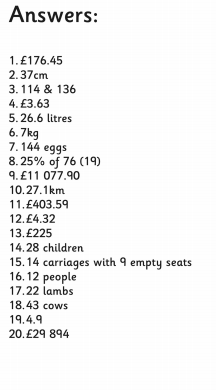 Answers:
1. £176.45
2. 37cm
3. 114 & 136
4. £3.63
5. 26.6 litres
6. 7kg
7. 144 eggs
8. 25% of 76 (19)
9. £11 077.90
10. 27.1km
11. £403.59
12. £4.32
13. £225
14. 28 children
15. 14 carriages with 9 empty seats
16. 12 people
17. 22 lambs
18. 43 cows
19. 4.9
20. £29 894